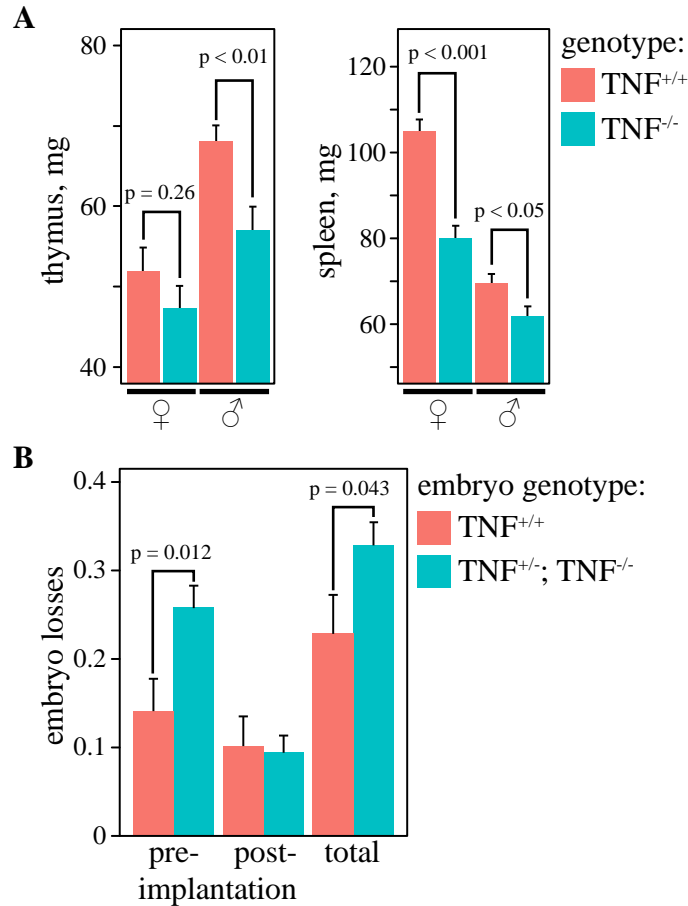 A
genotype:
TNF+/+
TNF-/-
thymus, mg
80
60
40
p = 0.26
p < 0.01
♀ ♂
spleen, mg
120
100
80
60
p < 0.001
p < 0.05
♀ ♂
B
embryo genotype:
TNF+/+
TNF+/-; TNF-/-
embryo losses
0.4
0.3
0.2
0.1
0
p = 0.012
p = 0.043
pre- post- total
implantation